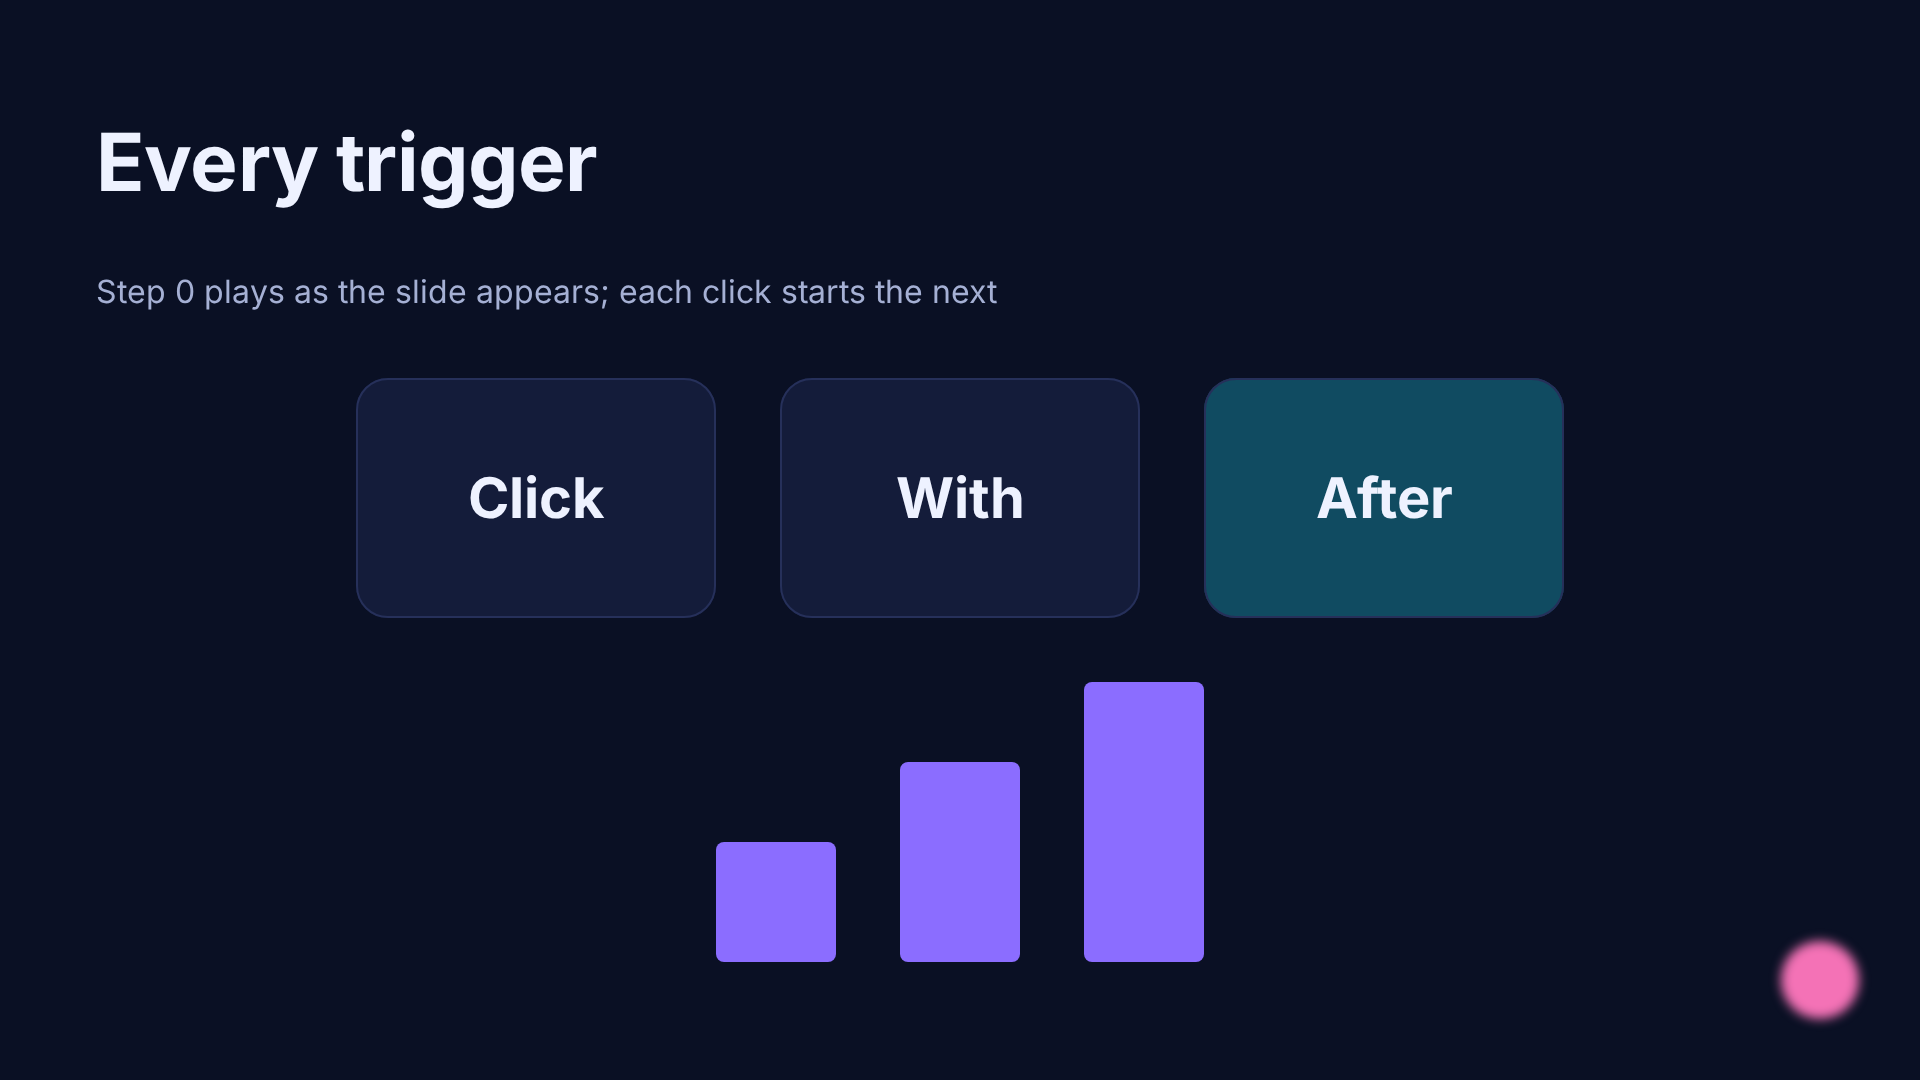 Every trigger
Step 0 plays as the slide appears; each click starts the next
Click
With
After